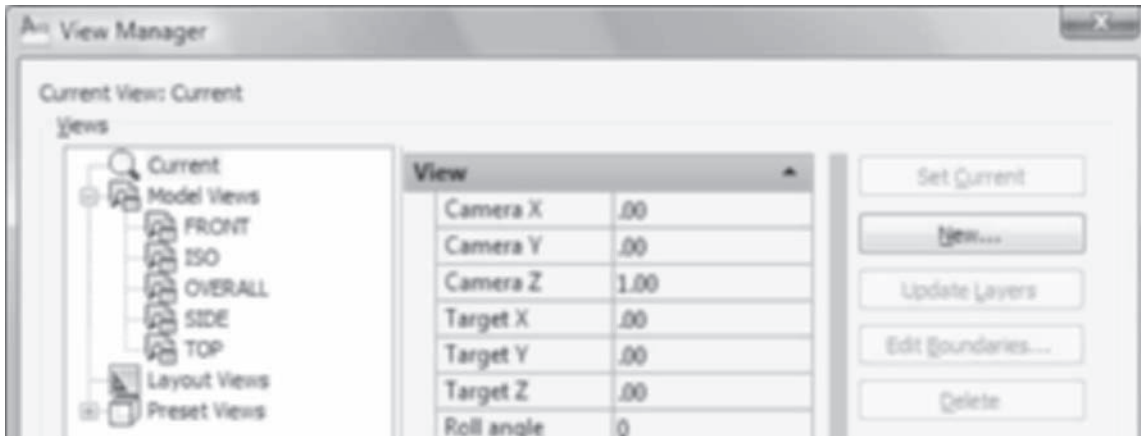 View Manager
Current View: Current
Views
Current
Model Views
FRONT
ISO
OVERALL
SIDE
TOP
Layout Views
Preset Views
View
Camera X .00
Camera Y .00
Camera Z 1.00
Target X .00
Target Y .00
Target Z .00
Roll angle 0
Set Current
New...
Update Layers
Edit Boundaries...
Delete